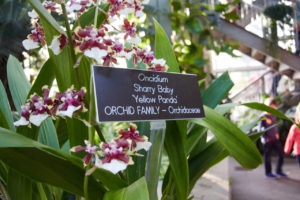 Oncidium
Sharry Baby
'Yellow Panda'
ORCHID FAMILY - Orchidaceae